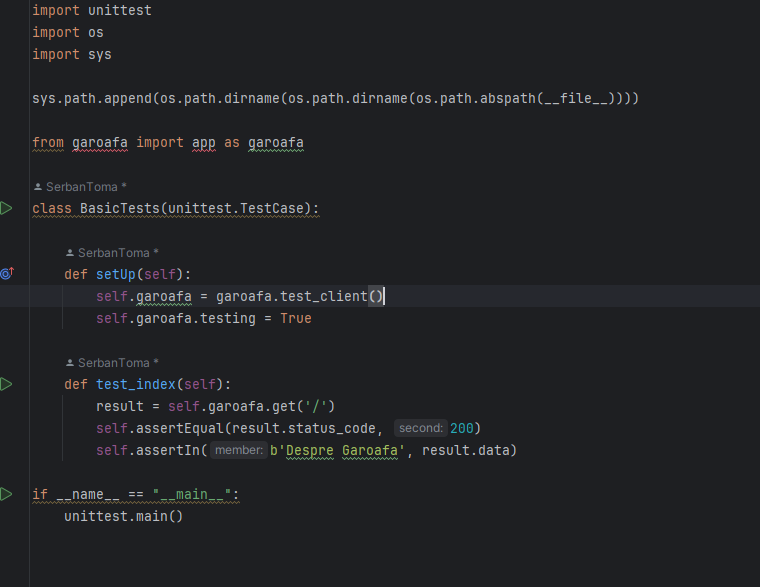 import unittest
import os
import sys
sys.path.append(os.path.dirname(os.path.dirname(os.path.abspath(__file__))))
from garoafa import app as garoafa
SerbanToma *
class BasicTests(unittest.TestCase):
SerbanToma *
def setUp(self):
self.garoafa = garoafa.test_client()
self.garoafa.testing = True
SerbanToma *
def test_index(self):
result = self.garoafa.get('/')
self.assertEqual(result.status_code, second: 200)
self.assertIn( member: b'Despre Garoafa', result.data)
if __name__ == "__main__":
unittest.main()